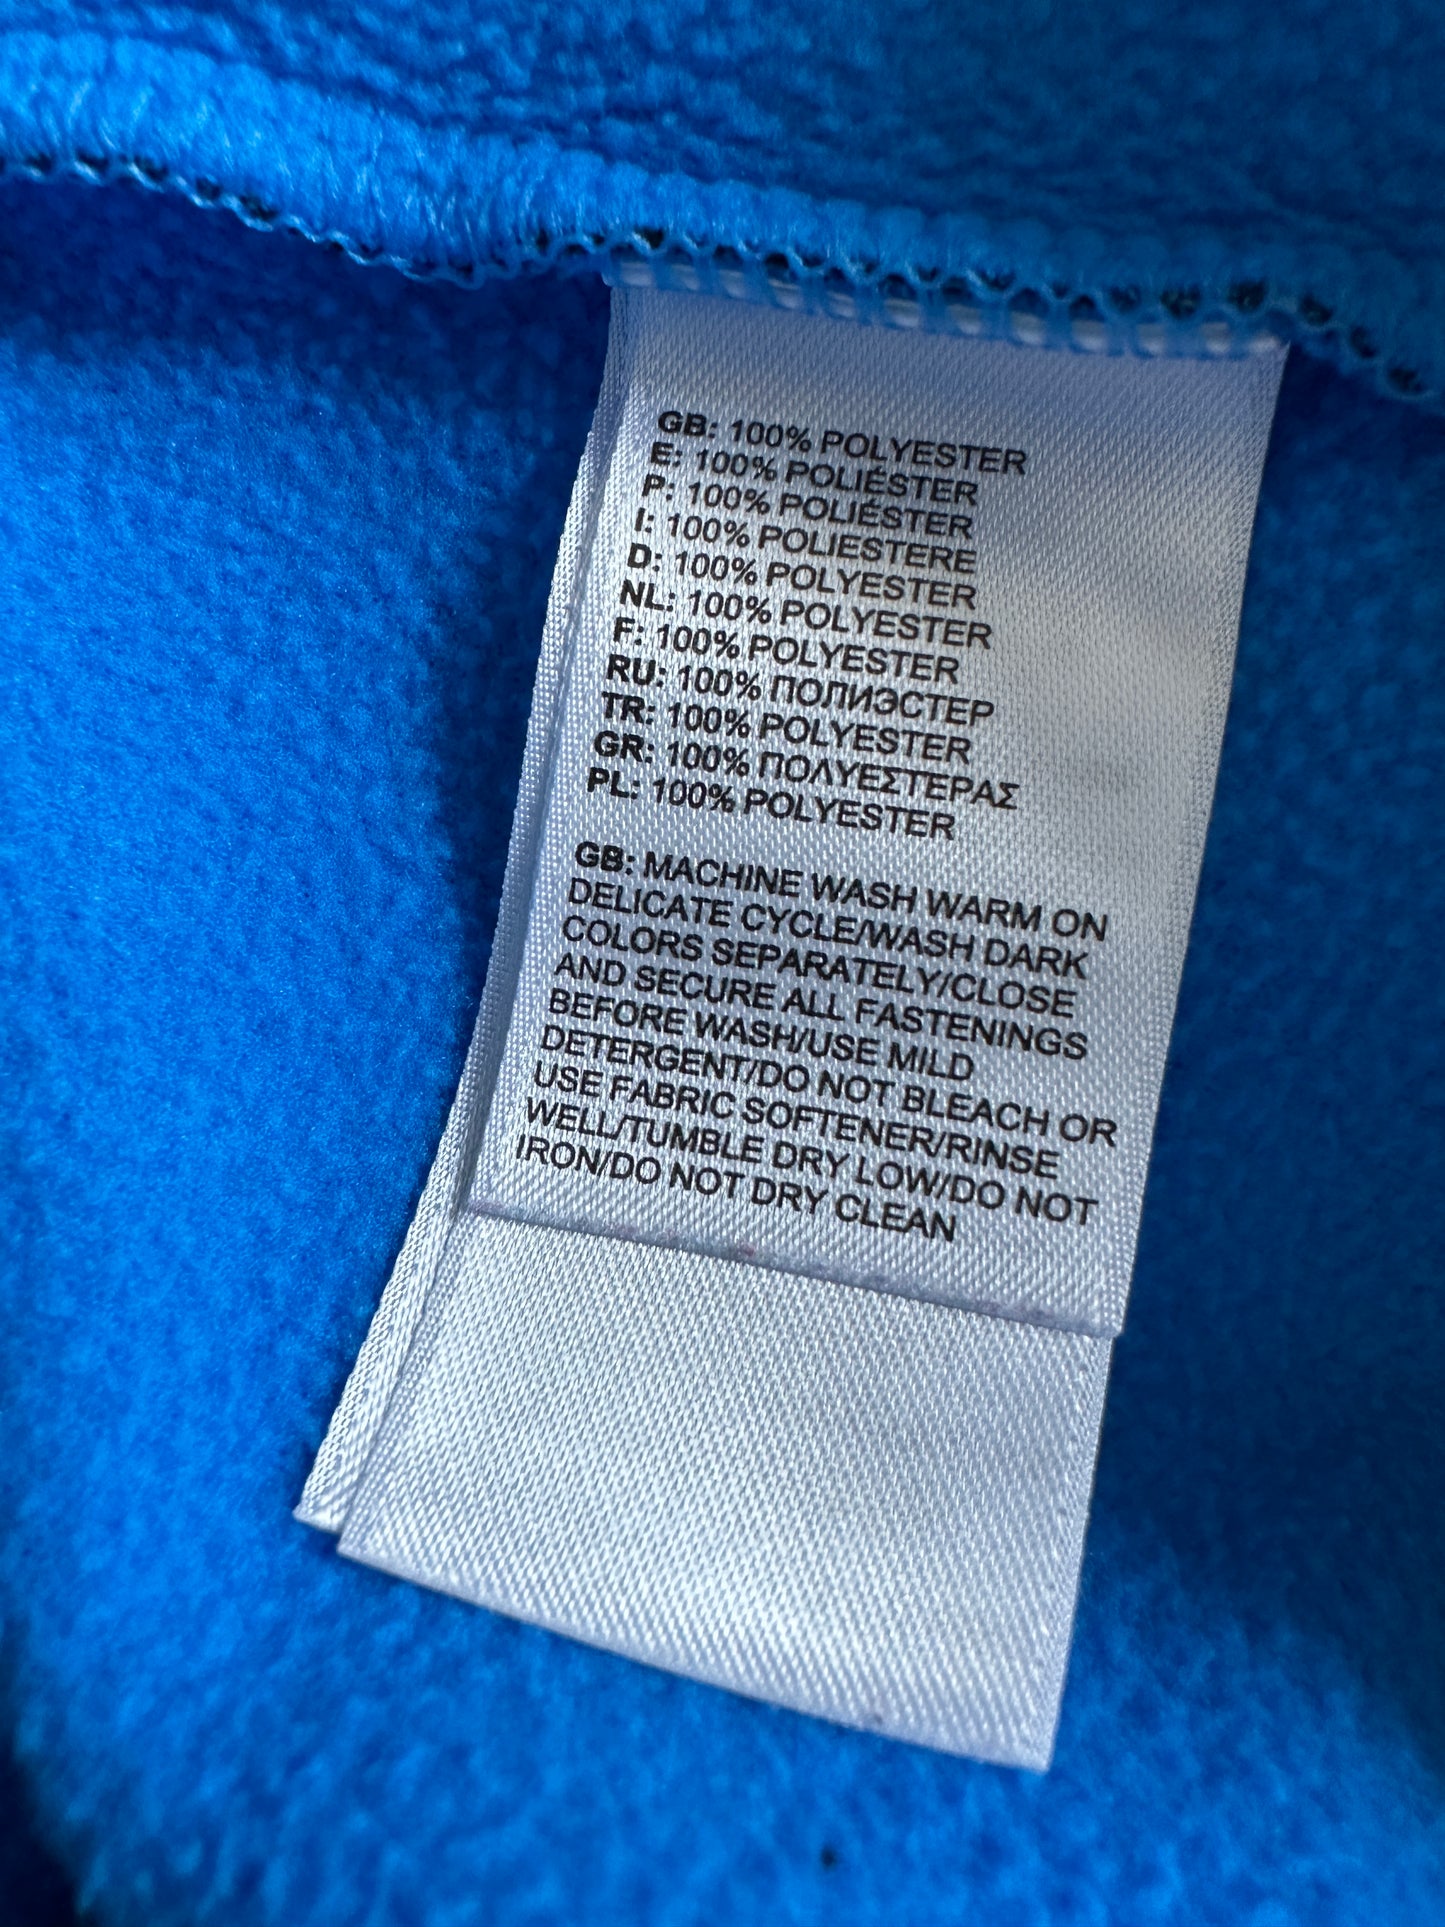 GB: 100% POLYESTER
E: 100% POLIÉSTER
P: 100% POLIÉSTER
I: 100% POLIESTERE
D: 100% POLYESTER
NL: 100% POLYESTER
F: 100% POLYESTER
RU: 100% ПОЛИЭСТЕР
TR: 100% POLYESTER
GR: 100% ΠΟΛΥΕΣΤΕΡΑΣ
PL: 100% POLYESTER
GB: MACHINE WASH WARM ON
DELICATE CYCLE/WASH DARK
COLORS SEPARATELY/CLOSE
AND SECURE ALL FASTENINGS
BEFORE WASH/USE MILD
DETERGENT/DO NOT BLEACH OR
USE FABRIC SOFTENER/RINSE
WELL/TUMBLE DRY LOW/DO NOT
IRON/DO NOT DRY CLEAN